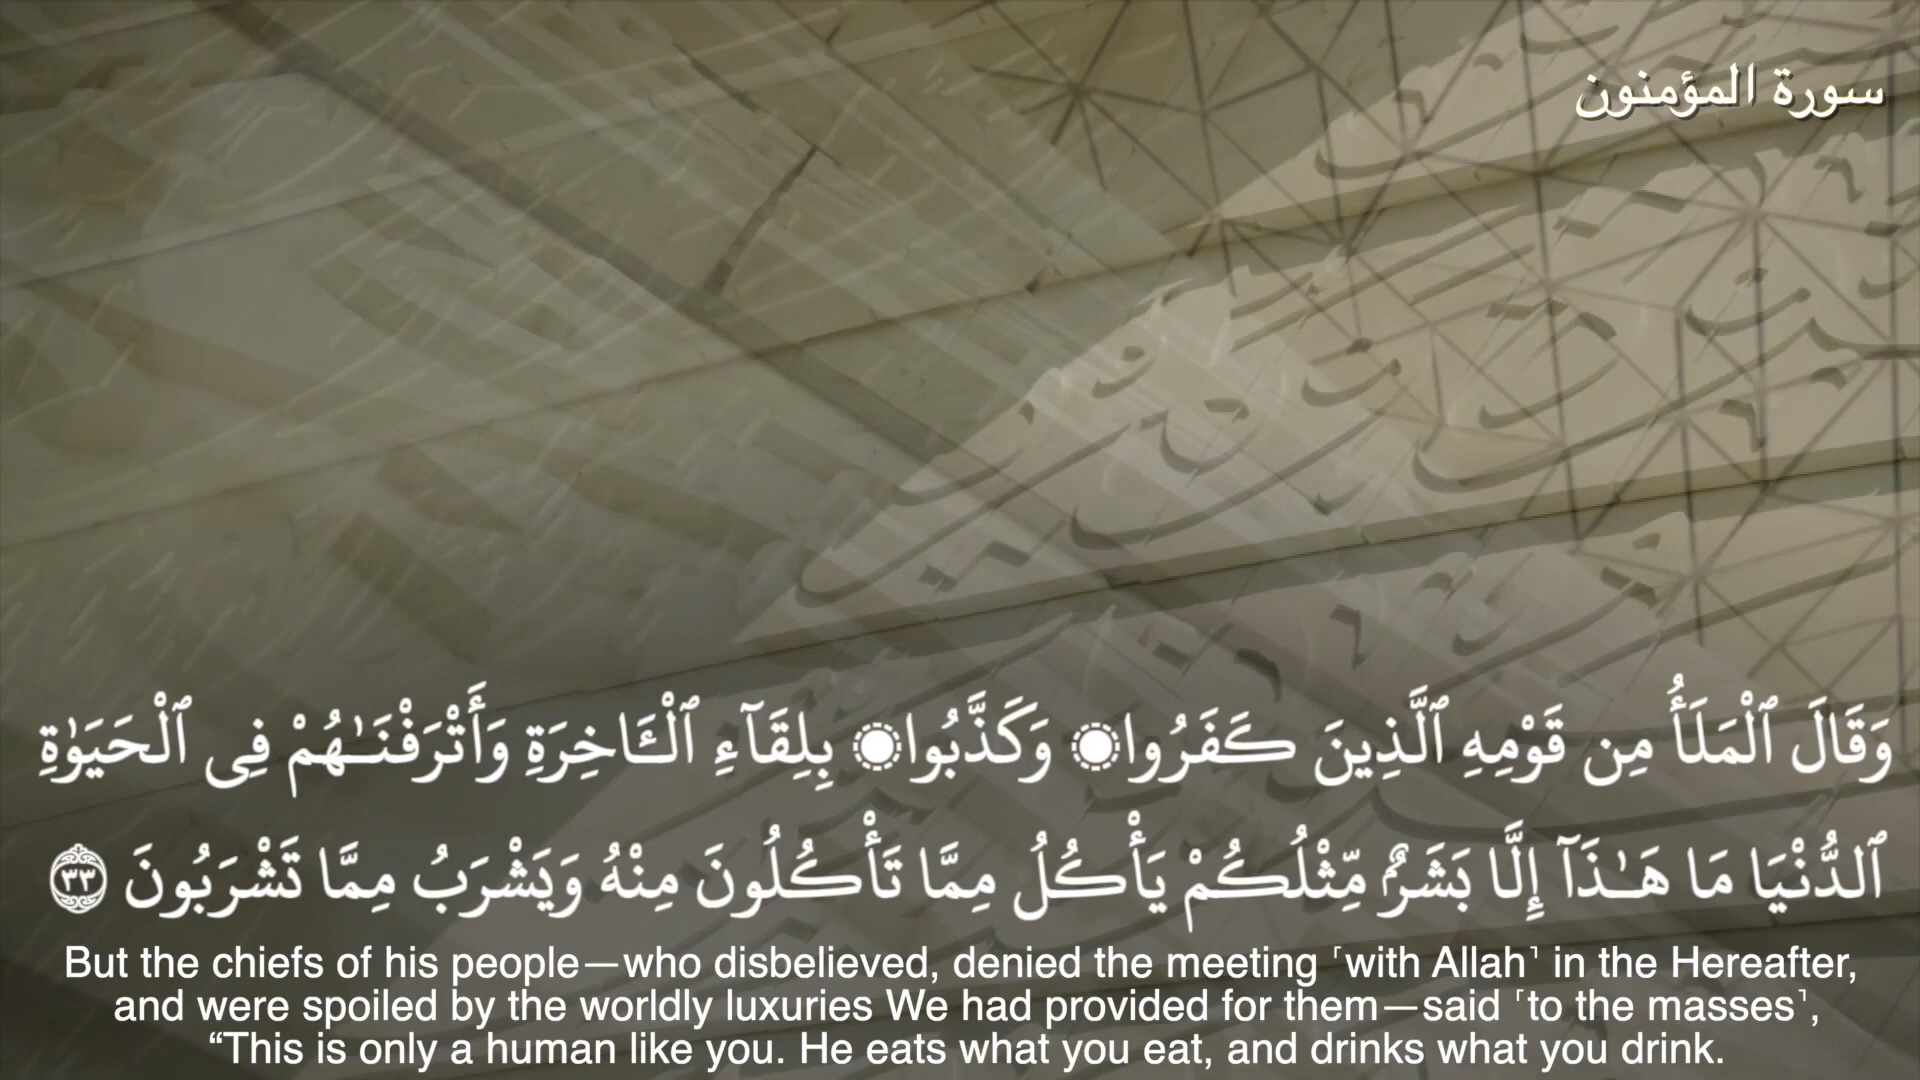 سورة المؤمنون
وَقَالَ ٱلْمَلَأُ مِن قَوْمِهِ ٱلَّذِينَ كَفَرُوا۟ وَكَذَّبُوا۟ بِلِقَآءِ ٱلْـَٔاخِرَةِ وَأَتْرَفْنَـٰهُمْ فِى ٱلْحَيَوٰةِ
ٱلدُّنْيَا مَا هَـٰذَآ إِلَّا بَشَرٌ مِّثْلُكُمْ يَأْكُلُ مِمَّا تَأْكُلُونَ مِنْهُ وَيَشْرَبُ مِمَّا تَشْرَبُونَ ٣٣
But the chiefs of his people—who disbelieved, denied the meeting ˹with Allah˺ in the Hereafter,
and were spoiled by the worldly luxuries We had provided for them—said ˹to the masses˺,
“This is only a human like you. He eats what you eat, and drinks what you drink.